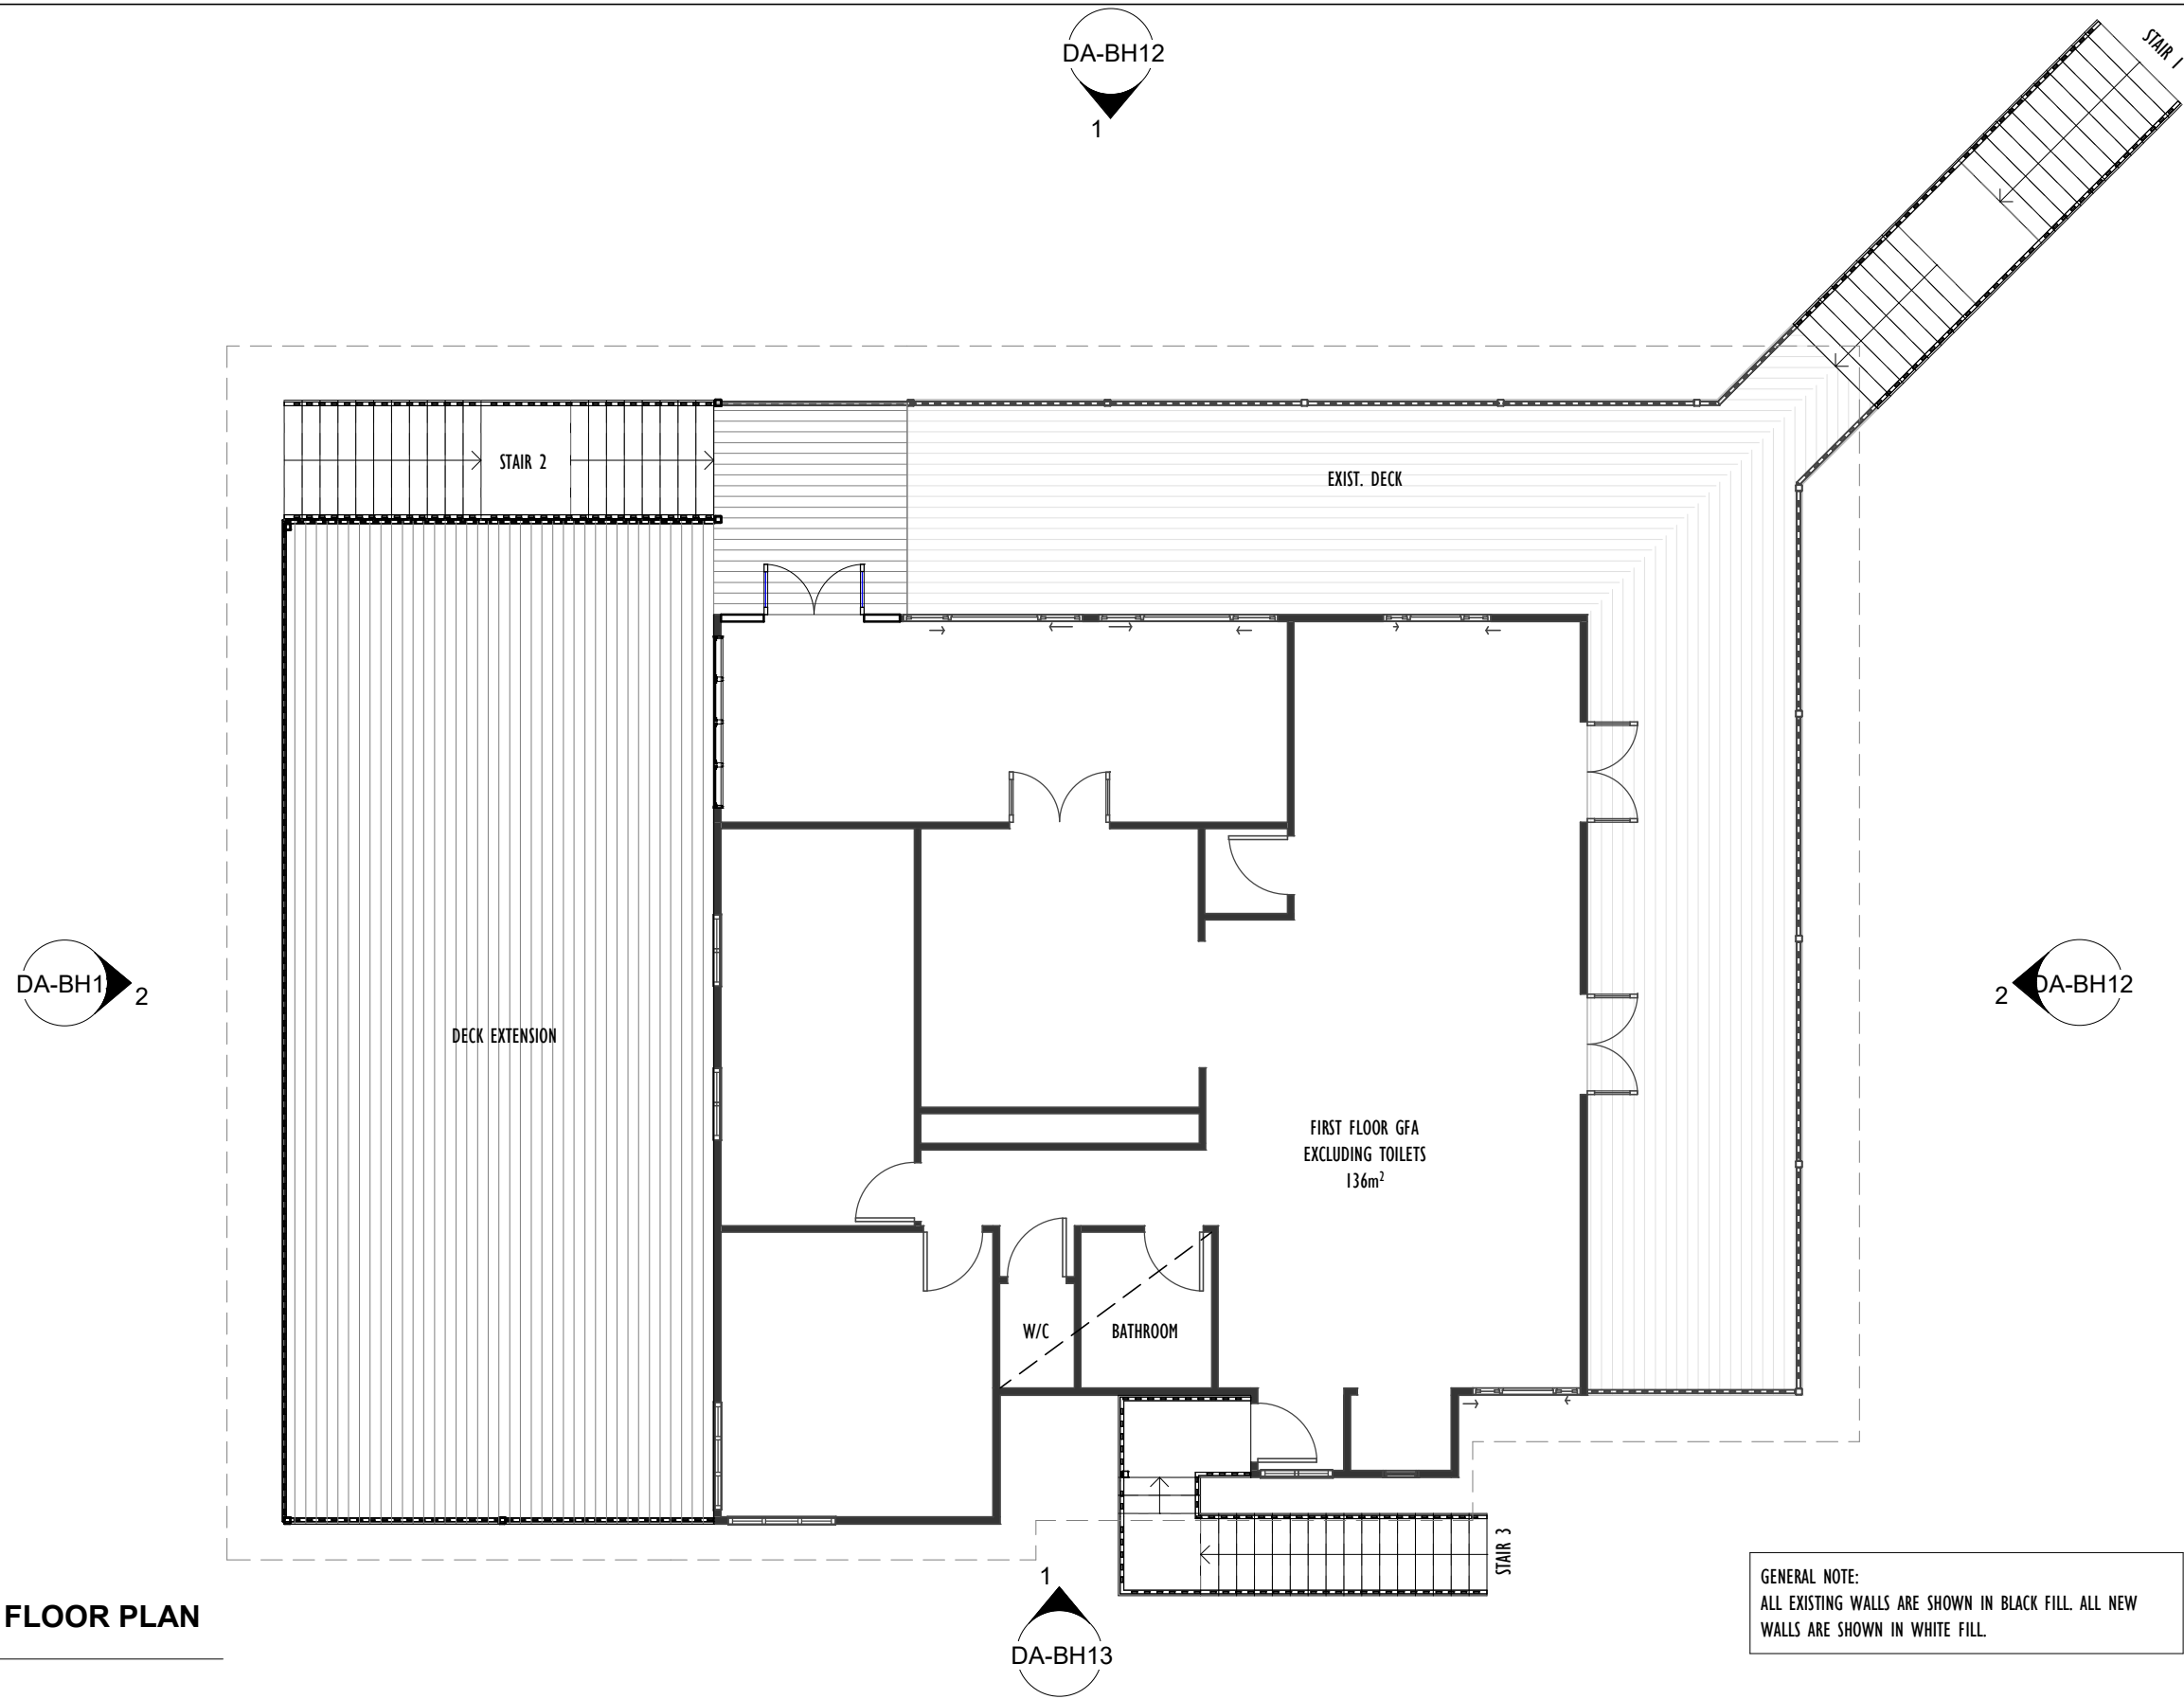 DA-BH12
1
STAIR 1
STAIR 2
EXIST. DECK
DA-BH1
2
2
DA-BH12
DECK EXTENSION
FIRST FLOOR GFA
EXCLUDING TOILETS
136m²
W/C
BATHROOM
STAIR 3
1
DA-BH13
FLOOR PLAN
GENERAL NOTE:
ALL EXISTING WALLS ARE SHOWN IN BLACK FILL. ALL NEW
WALLS ARE SHOWN IN WHITE FILL.